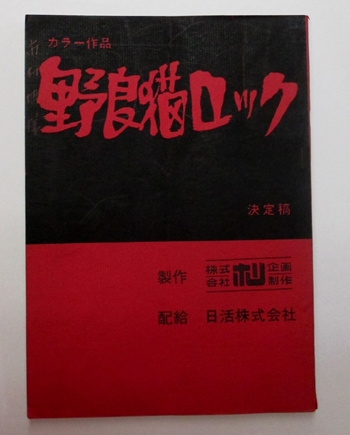 カラー作品
野良猫ロック
決定稿
製作 株式会社ホリ企画制作
配給 日活株式会社